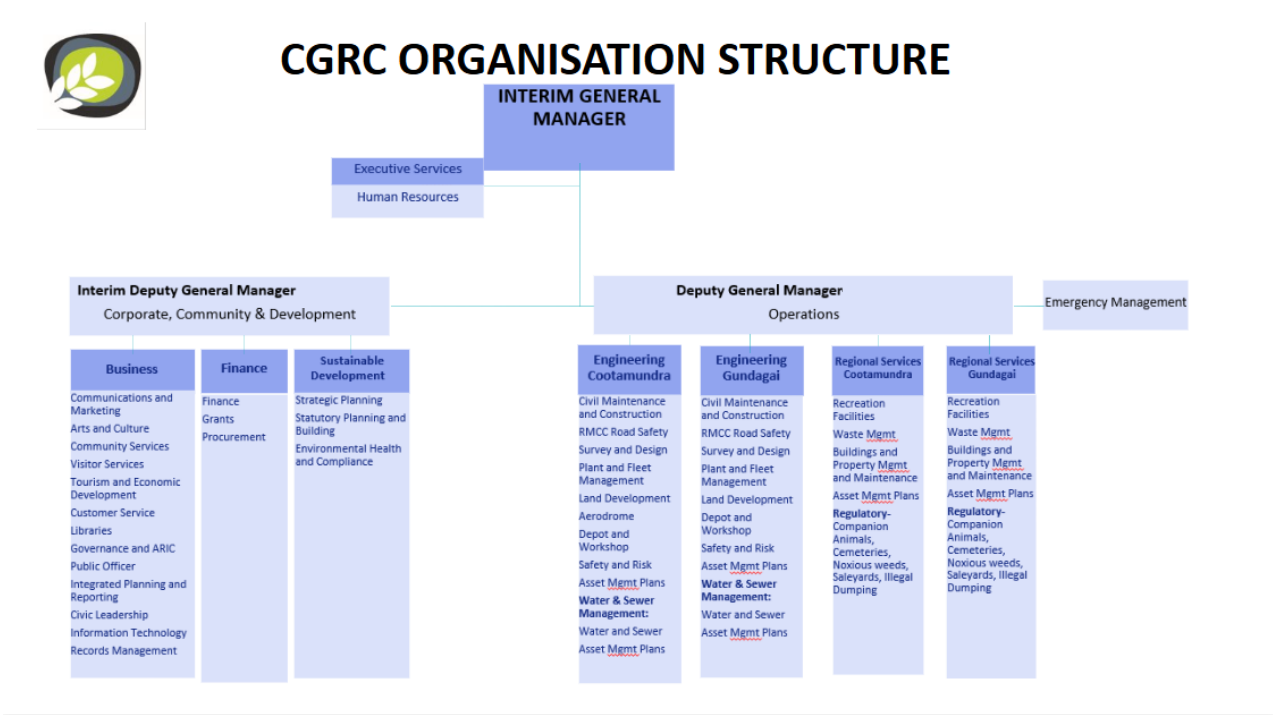 CGRC ORGANISATION STRUCTURE
INTERIM GENERAL
MANAGER
Executive Services
Human Resources
Interim Deputy General Manager
Corporate, Community & Development
Deputy General Manager
Operations
Emergency Management
Business
Communications and
Marketing
Arts and Culture
Community Services
Visitor Services
Tourism and Economic
Development
Customer Service
Libraries
Governance and ARIC
Public Officer
Integrated Planning and
Reporting
Civic Leadership
Information Technology
Records Management
Finance
Finance
Grants
Procurement
Sustainable
Development
Strategic Planning
Statutory Planning and
Building
Environmental Health
and Compliance
Engineering
Cootamundra
Civil Maintenance
and Construction
RMCC Road Safety
Survey and Design
Plant and Fleet
Management
Land Development
Aerodrome
Depot and
Workshop
Safety and Risk
Asset Mgmt Plans
Water & Sewer
Management:
Water and Sewer
Asset Mgmt Plans
Engineering
Gundagai
Civil Maintenance
and Construction
RMCC Road Safety
Survey and Design
Plant and Fleet
Management
Land Development
Depot and
Workshop
Safety and Risk
Asset Mgmt Plans
Water & Sewer
Management:
Water and Sewer
Asset Mgmt Plans
Regional Services
Cootamundra
Recreation
Facilities
Waste Mgmt
Buildings and
Property Mgmt
and Maintenance
Asset Mgmt Plans
Regulatory-
Companion
Animals,
Cemeteries,
Noxious weeds,
Saleyards, Illegal
Dumping
Regional Services
Gundagai
Recreation
Facilities
Waste Mgmt
Buildings and
Property Mgmt
and Maintenance
Asset Mgmt Plans
Regulatory-
Companion
Animals,
Cemeteries,
Noxious weeds,
Saleyards, Illegal
Dumping